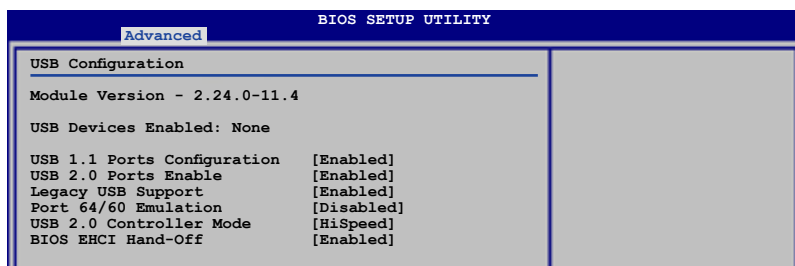 BIOS SETUP UTILITY
Advanced
USB Configuration
Module Version - 2.24.0-11.4
USB Devices Enabled: None
USB 1.1 Ports Configuration [Enabled]
USB 2.0 Ports Enable [Enabled]
Legacy USB Support [Enabled]
Port 64/60 Emulation [Disabled]
USB 2.0 Controller Mode [HiSpeed]
BIOS EHCI Hand-Off [Enabled]